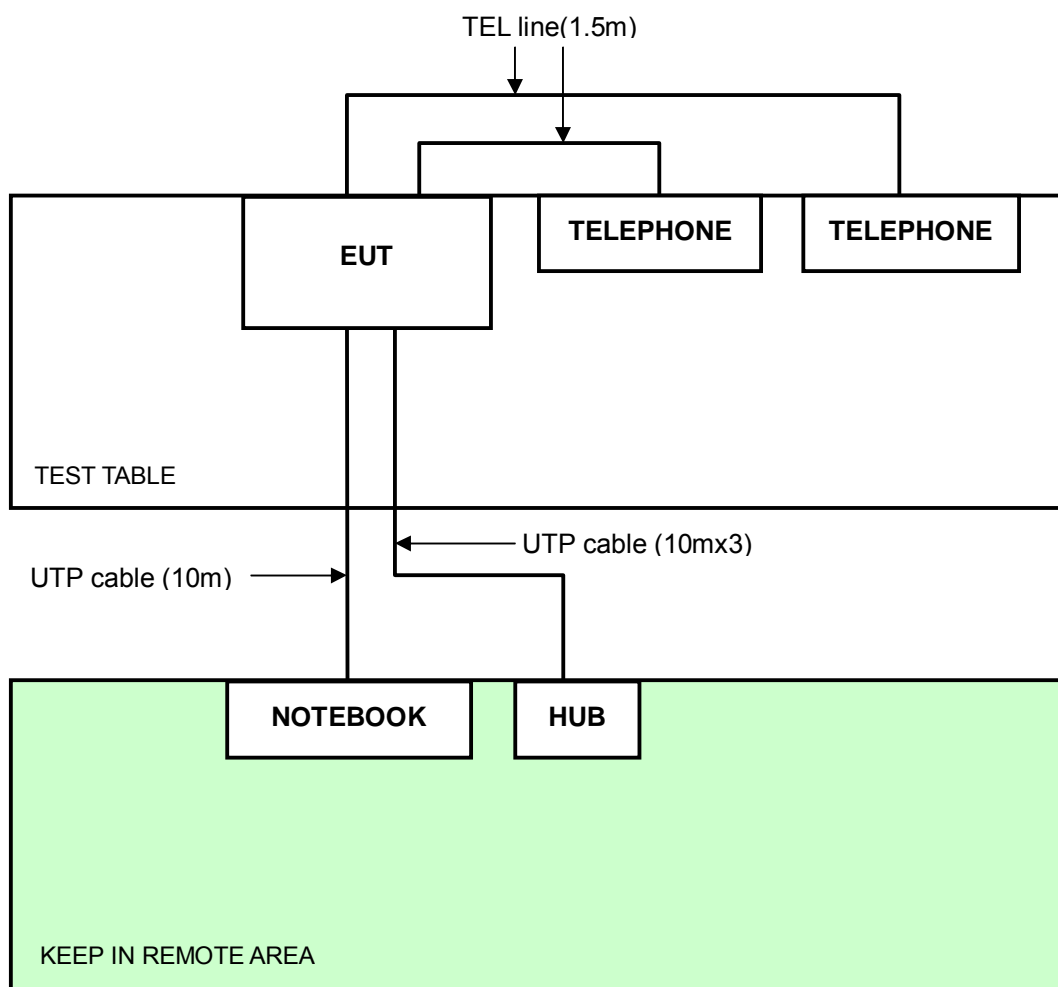 TEL line(1.5m)
EUT
TELEPHONE
TELEPHONE
TEST TABLE
UTP cable (10mx3)
UTP cable (10m)
NOTEBOOK
HUB
KEEP IN REMOTE AREA